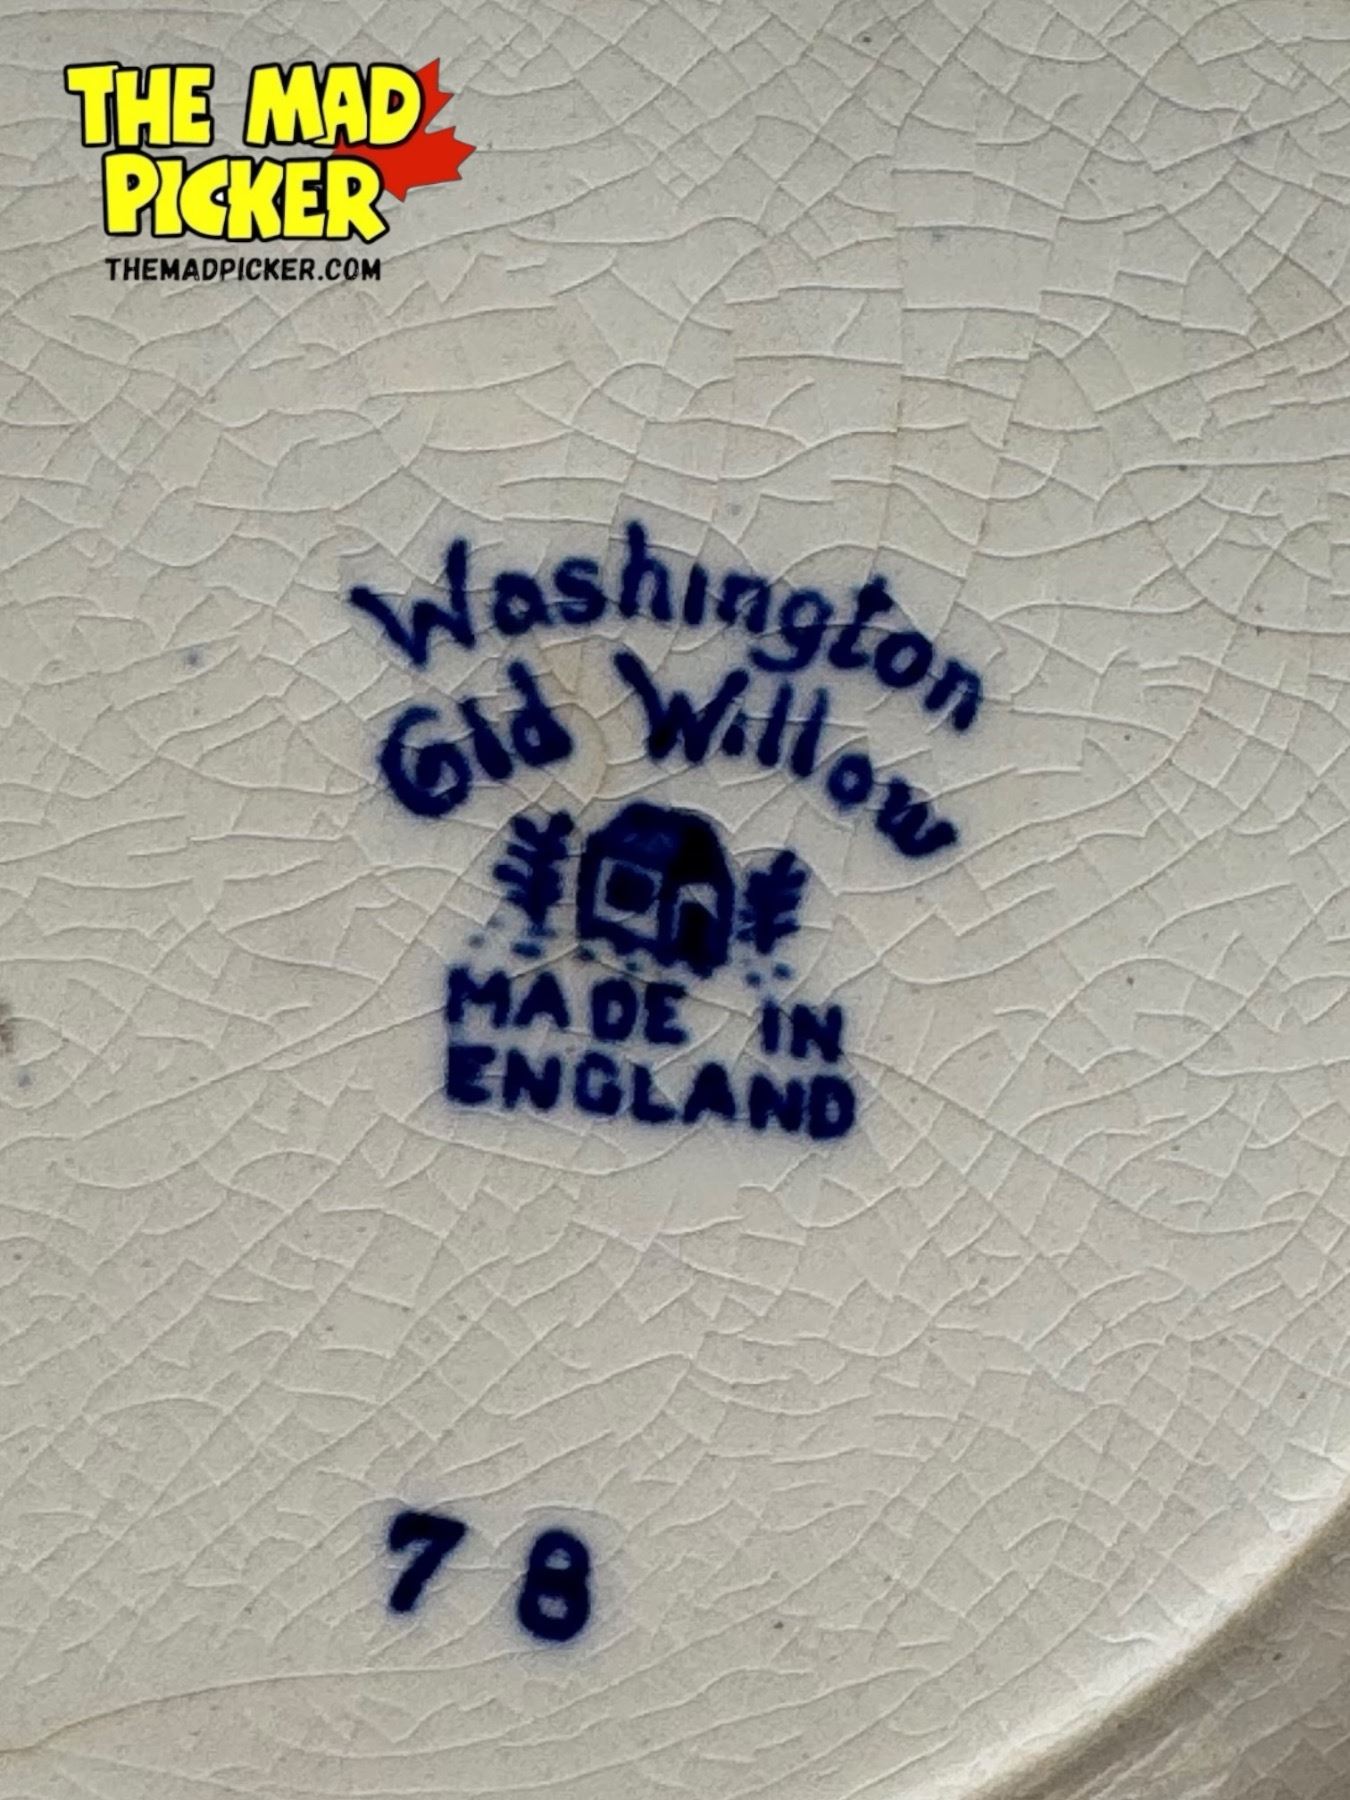 THE MAD
PICKER
THEMADPICKER.COM
Washington
Old Willow
MADE IN
ENGLAND
78